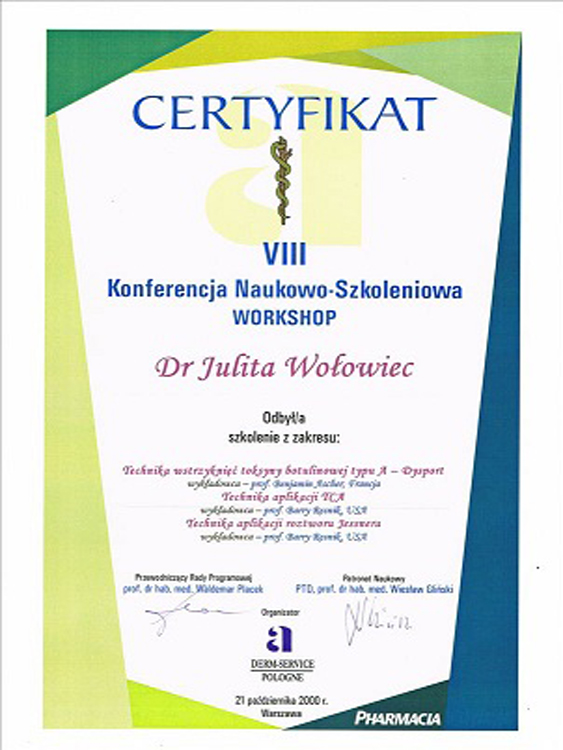 CERTYFIKAT
VIII
Konferencja Naukowo-Szkoleniowa
WORKSHOP
Dr Julita Wołowiec
Odbył/a
szkolenie z zakresu:
Technika wstrzyknięć toksyny botulinowej typu A – Dysport
wykładowca – prof. Benjamin Ascher, Francja
Technika aplikacji TCA
wykładowca – prof. Barry Resnik, USA
Technika aplikacji roztworu Jessnera
wykładowca – prof. Barry Resnik, USA
Przewodniczący Rady Programowej
prof. dr hab. med. Waldemar Placek
Patronat Naukowy
PTD, prof. dr hab. med. Wiesław Gliński
Organizator
a
DERM-SERVICE
POLOGNE
21 października 2000 r.
Warszawa
PHARMACIA